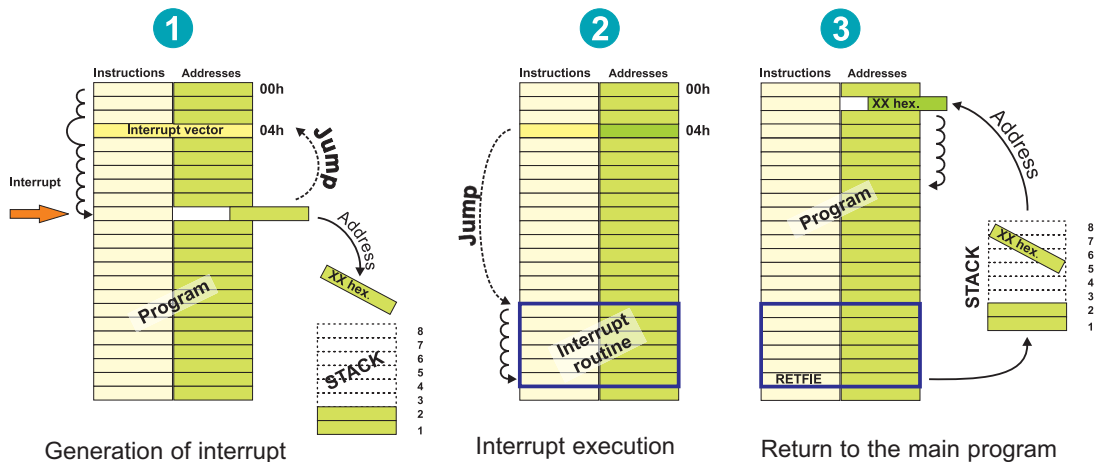 1
Instructions Addresses
00h
Interrupt vector 04h
Jump
Interrupt
Address
XX hex.
Program
STACK
8
7
6
5
4
3
2
1
Generation of interrupt
2
Instructions Addresses
00h
04h
Jump
Interrupt
routine
Interrupt execution
3
Instructions Addresses
XX hex.
Address
Program
STACK
XX hex.
8
7
6
5
4
3
2
1
RETFIE
Return to the main program